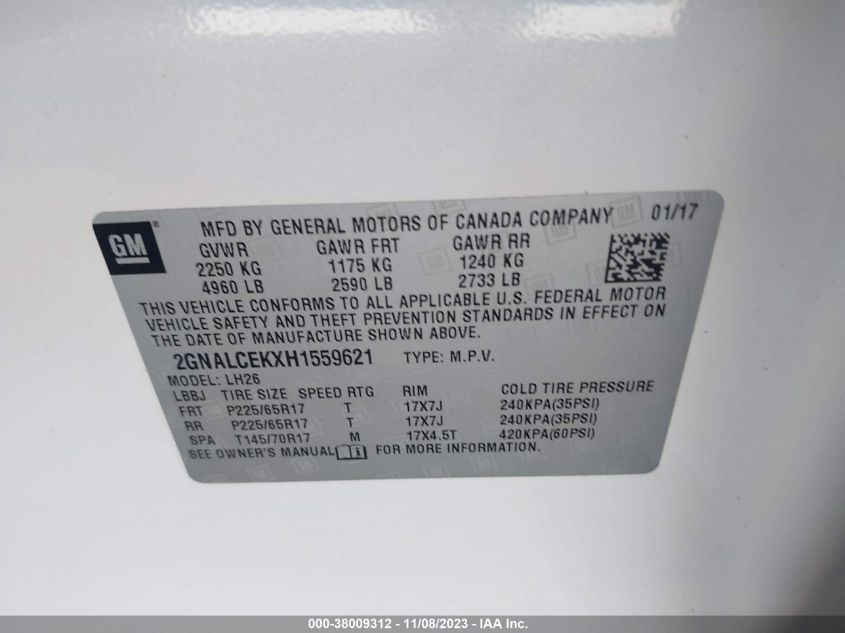 GM ® MFD BY GENERAL MOTORS OF CANADA COMPANY 01/17
GVWR GAWR FRT GAWR RR
2250 KG 1175 KG 1240 KG
4960 LB 2590 LB 2733 LB
THIS VEHICLE CONFORMS TO ALL APPLICABLE U.S. FEDERAL MOTOR
VEHICLE SAFETY AND THEFT PREVENTION STANDARDS IN EFFECT ON
THE DATE OF MANUFACTURE SHOWN ABOVE.
2GNALCEKXH1559621 TYPE: M.P.V.
MODEL: LH26
LBBJ TIRE SIZE SPEED RTG RIM COLD TIRE PRESSURE
FRT P225/65R17 T 17X7J 240KPA(35PSI)
RR P225/65R17 T 17X7J 240KPA(35PSI)
SPA T145/70R17 M 17X4.5T 420KPA(60PSI)
SEE OWNER'S MANUAL FOR MORE INFORMATION.
000-38009312 - 11/08/2023 - IAA Inc.